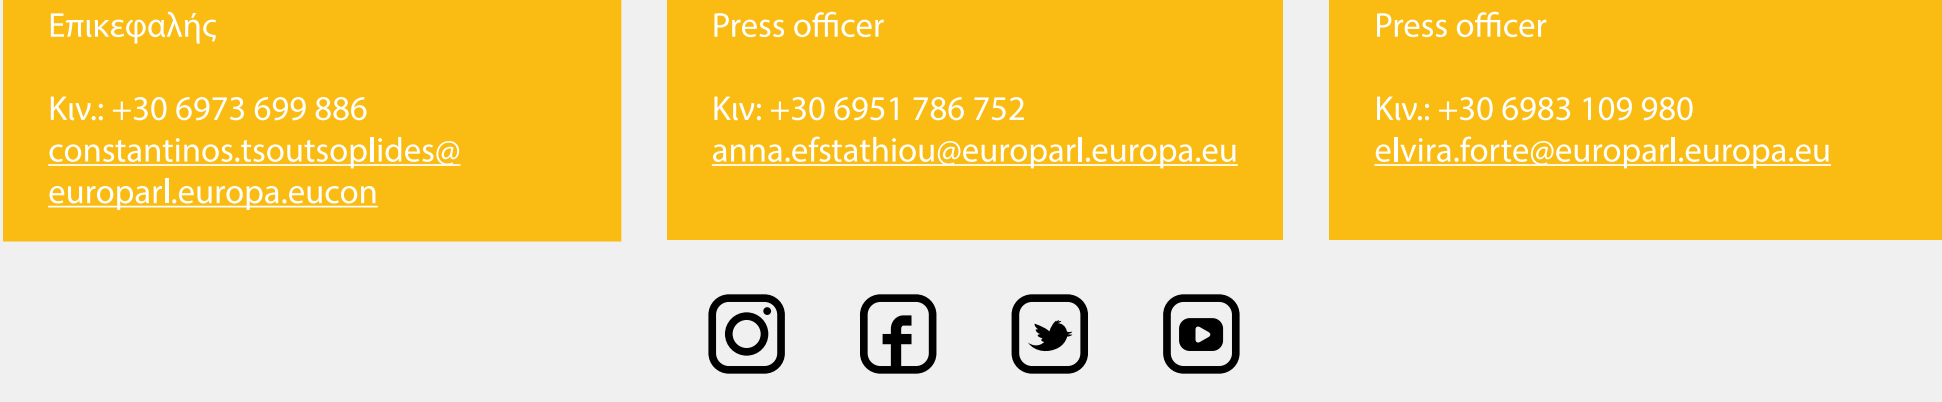 Επικεφαλής
Κιν.: +30 6973 699 886
constantinos.tsoutsoplides@
europarl.europa.eucon
Press officer
Κιν: +30 6951 786 752
anna.efstathiou@europarl.europa.eu
Press officer
Κιν.: +30 6983 109 980
elvira.forte@europarl.europa.eu